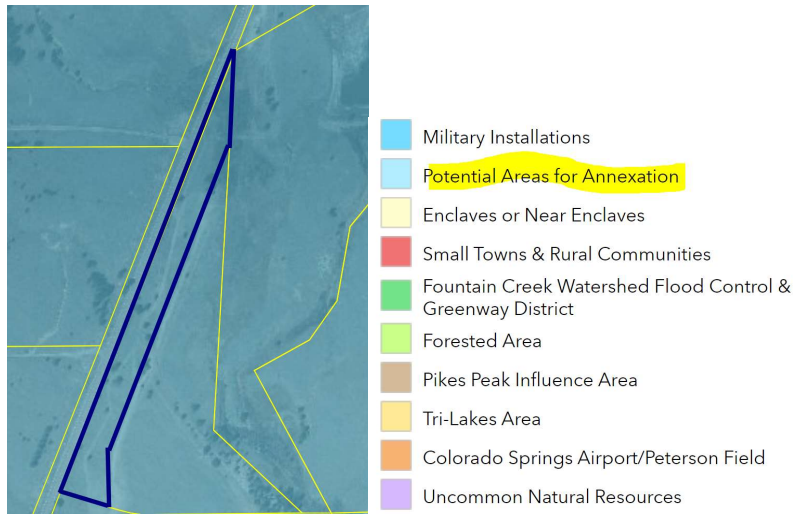 Military Installations
Potential Areas for Annexation
Enclaves or Near Enclaves
Small Towns & Rural Communities
Fountain Creek Watershed Flood Control &
Greenway District
Forested Area
Pikes Peak Influence Area
Tri-Lakes Area
Colorado Springs Airport/Peterson Field
Uncommon Natural Resources